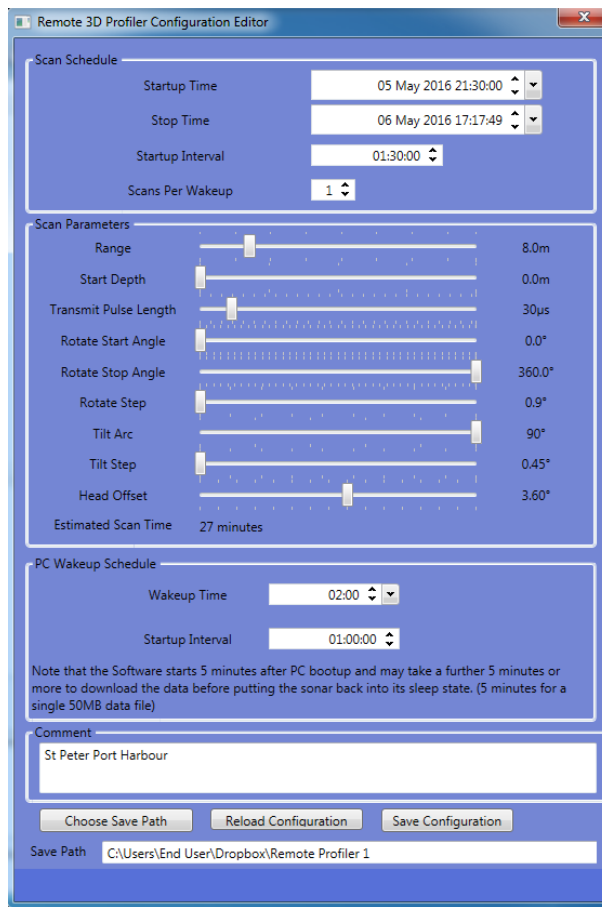 Remote 3D Profiler Configuration Editor
Scan Schedule
Startup Time 05 May 2016 21:30:00
Stop Time 06 May 2016 17:17:49
Startup Interval 01:30:00
Scans Per Wakeup 1
Scan Parameters
Range 8.0m
Start Depth 0.0m
Transmit Pulse Length 30µs
Rotate Start Angle 0.0°
Rotate Stop Angle 360.0°
Rotate Step 0.9°
Tilt Arc 90°
Tilt Step 0.45°
Head Offset 3.60°
Estimated Scan Time 27 minutes
PC Wakeup Schedule
Wakeup Time 02:00
Startup Interval 01:00:00
Note that the Software starts 5 minutes after PC bootup and may take a further 5 minutes or
more to download the data before putting the sonar back into its sleep state. (5 minutes for a
single 50MB data file)
Comment
St Peter Port Harbour
Choose Save Path Reload Configuration Save Configuration
Save Path C:\Users\End User\Dropbox\Remote Profiler 1